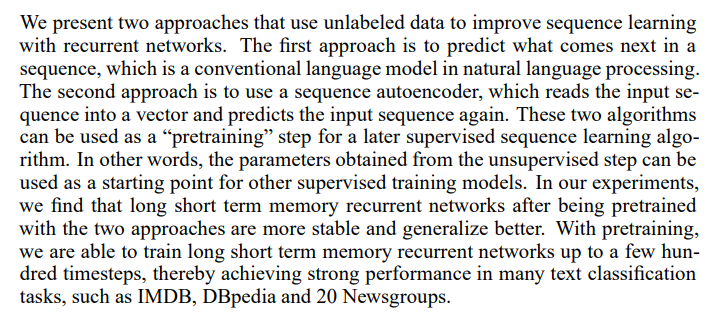 We present two approaches that use unlabeled data to improve sequence learning
with recurrent networks. The first approach is to predict what comes next in a
sequence, which is a conventional language model in natural language processing.
The second approach is to use a sequence autoencoder, which reads the input se-
quence into a vector and predicts the input sequence again. These two algorithms
can be used as a “pretraining” step for a later supervised sequence learning algo-
rithm. In other words, the parameters obtained from the unsupervised step can be
used as a starting point for other supervised training models. In our experiments,
we find that long short term memory recurrent networks after being pretrained
with the two approaches are more stable and generalize better. With pretraining,
we are able to train long short term memory recurrent networks up to a few hun-
dred timesteps, thereby achieving strong performance in many text classification
tasks, such as IMDB, DBpedia and 20 Newsgroups.